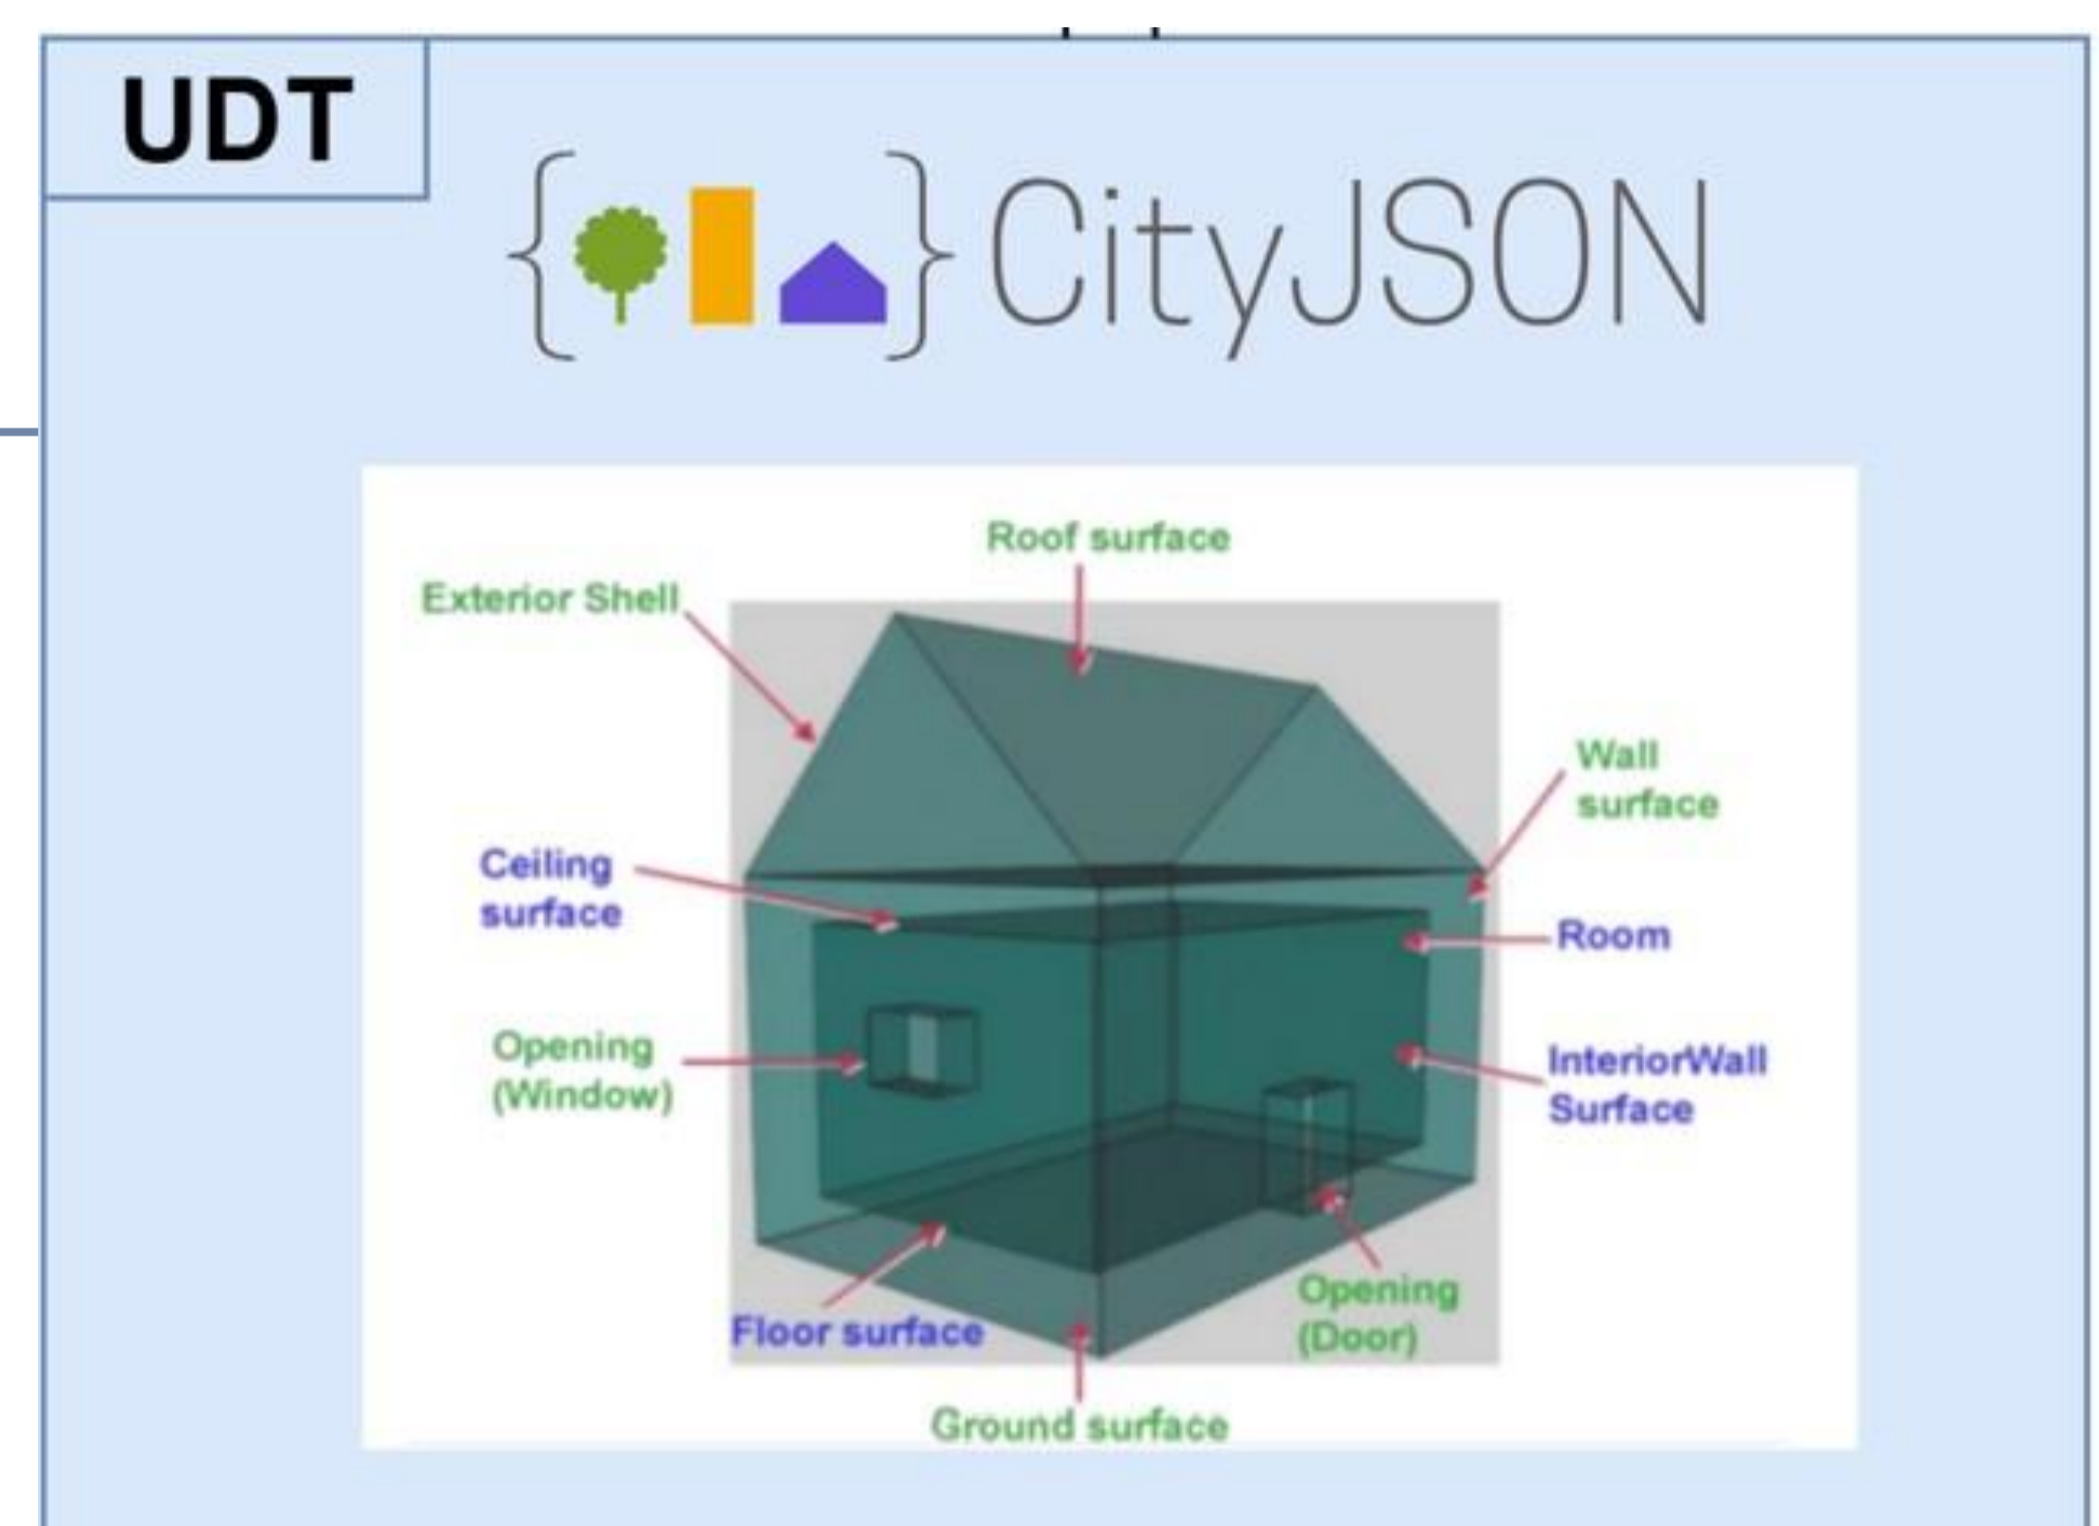 UDT
CityJSON
Roof surface
Exterior Shell
Wall
surface
Ceiling
surface
Room
Opening
(Window)
InteriorWall
Surface
Opening
(Door)
Floor surface
Ground surface